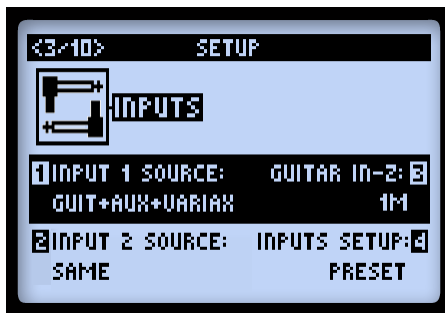 <3/10> SETUP
INPUTS
1 INPUT 1 SOURCE: GUITAR IN-Z: 3
GUIT+AUX+VARIAX 1M
2 INPUT 2 SOURCE: INPUTS SETUP: 4
SAME PRESET